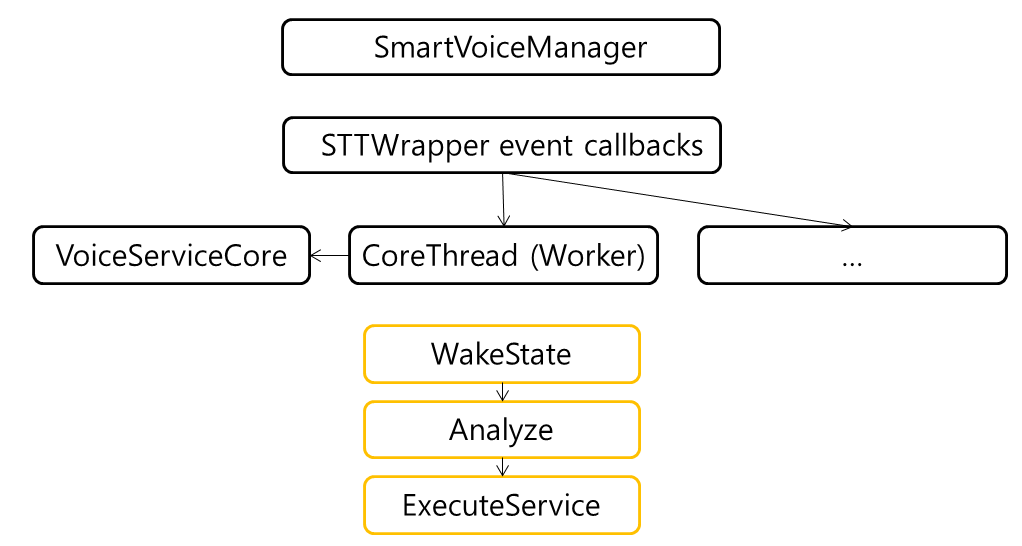 SmartVoiceManager
STTWrapper event callbacks
VoiceServiceCore
CoreThread (Worker)
...
WakeState
Analyze
ExecuteService